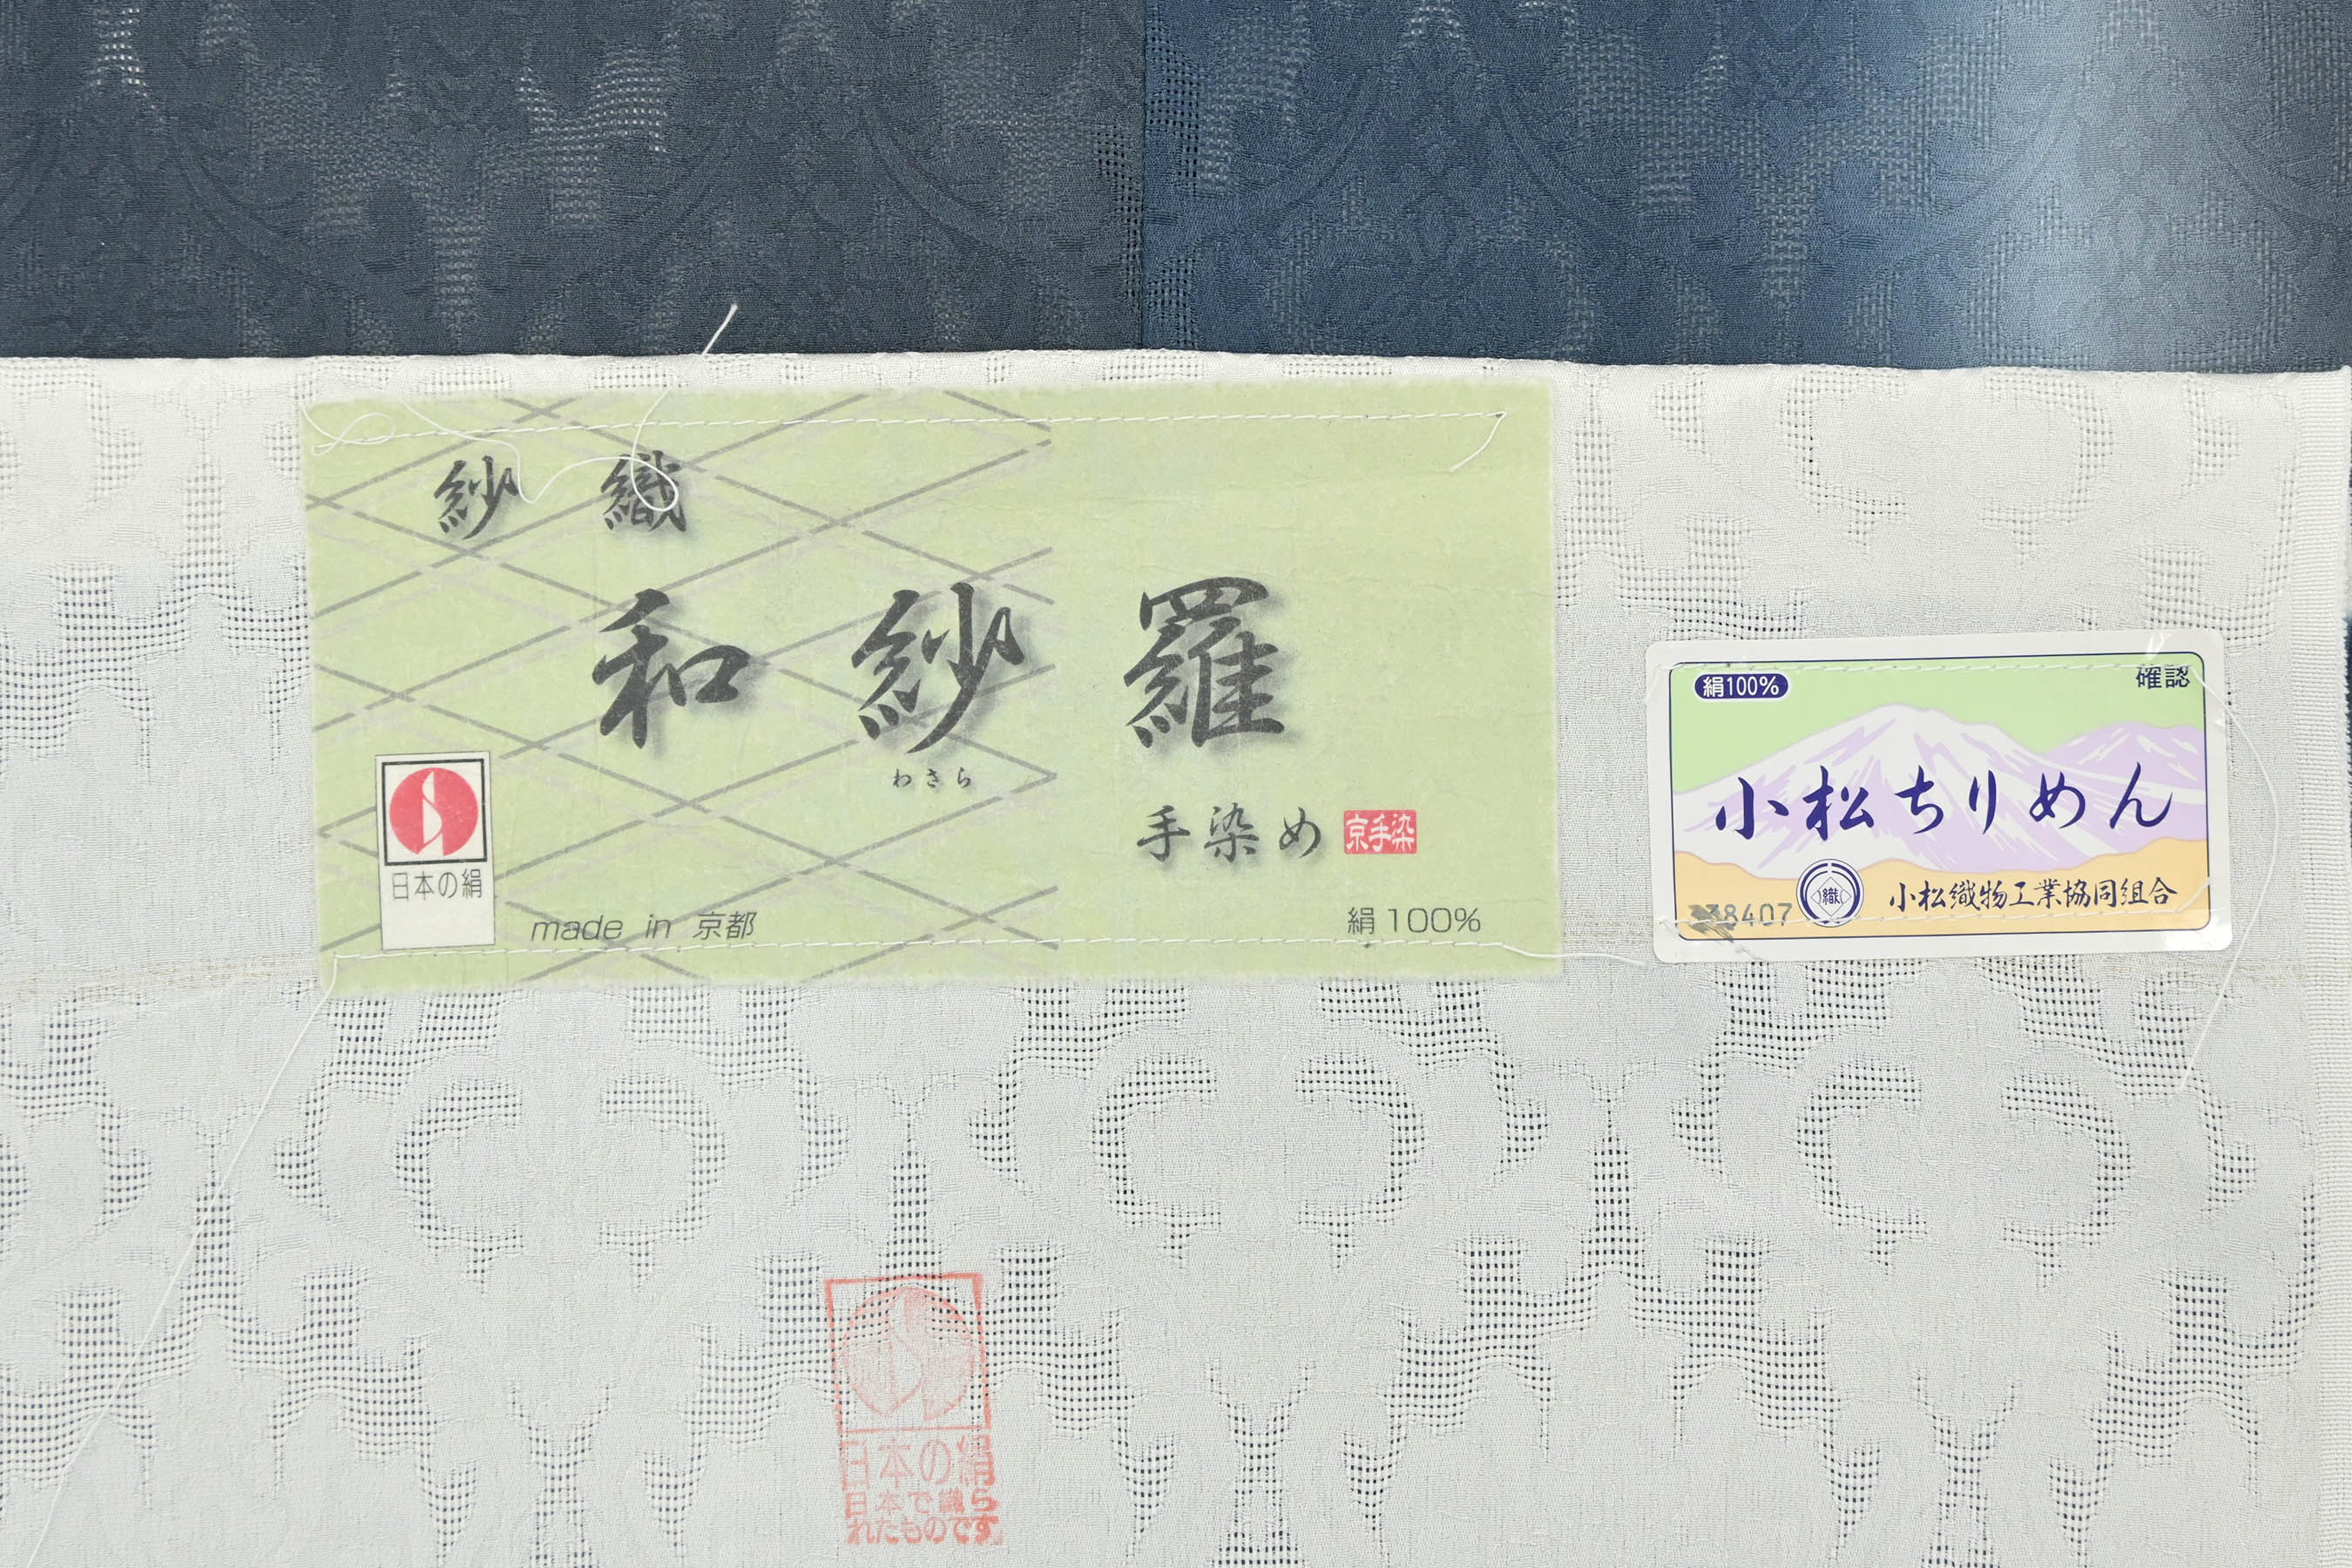 紗織
和紗羅
わさら
手染め 京手染
日本の絹
made in 京都
絹100%
絹100%
確認
小松ちりめん
織
小松織物工業協同組合
38407
日本の絹
日本で織ら
れたものです